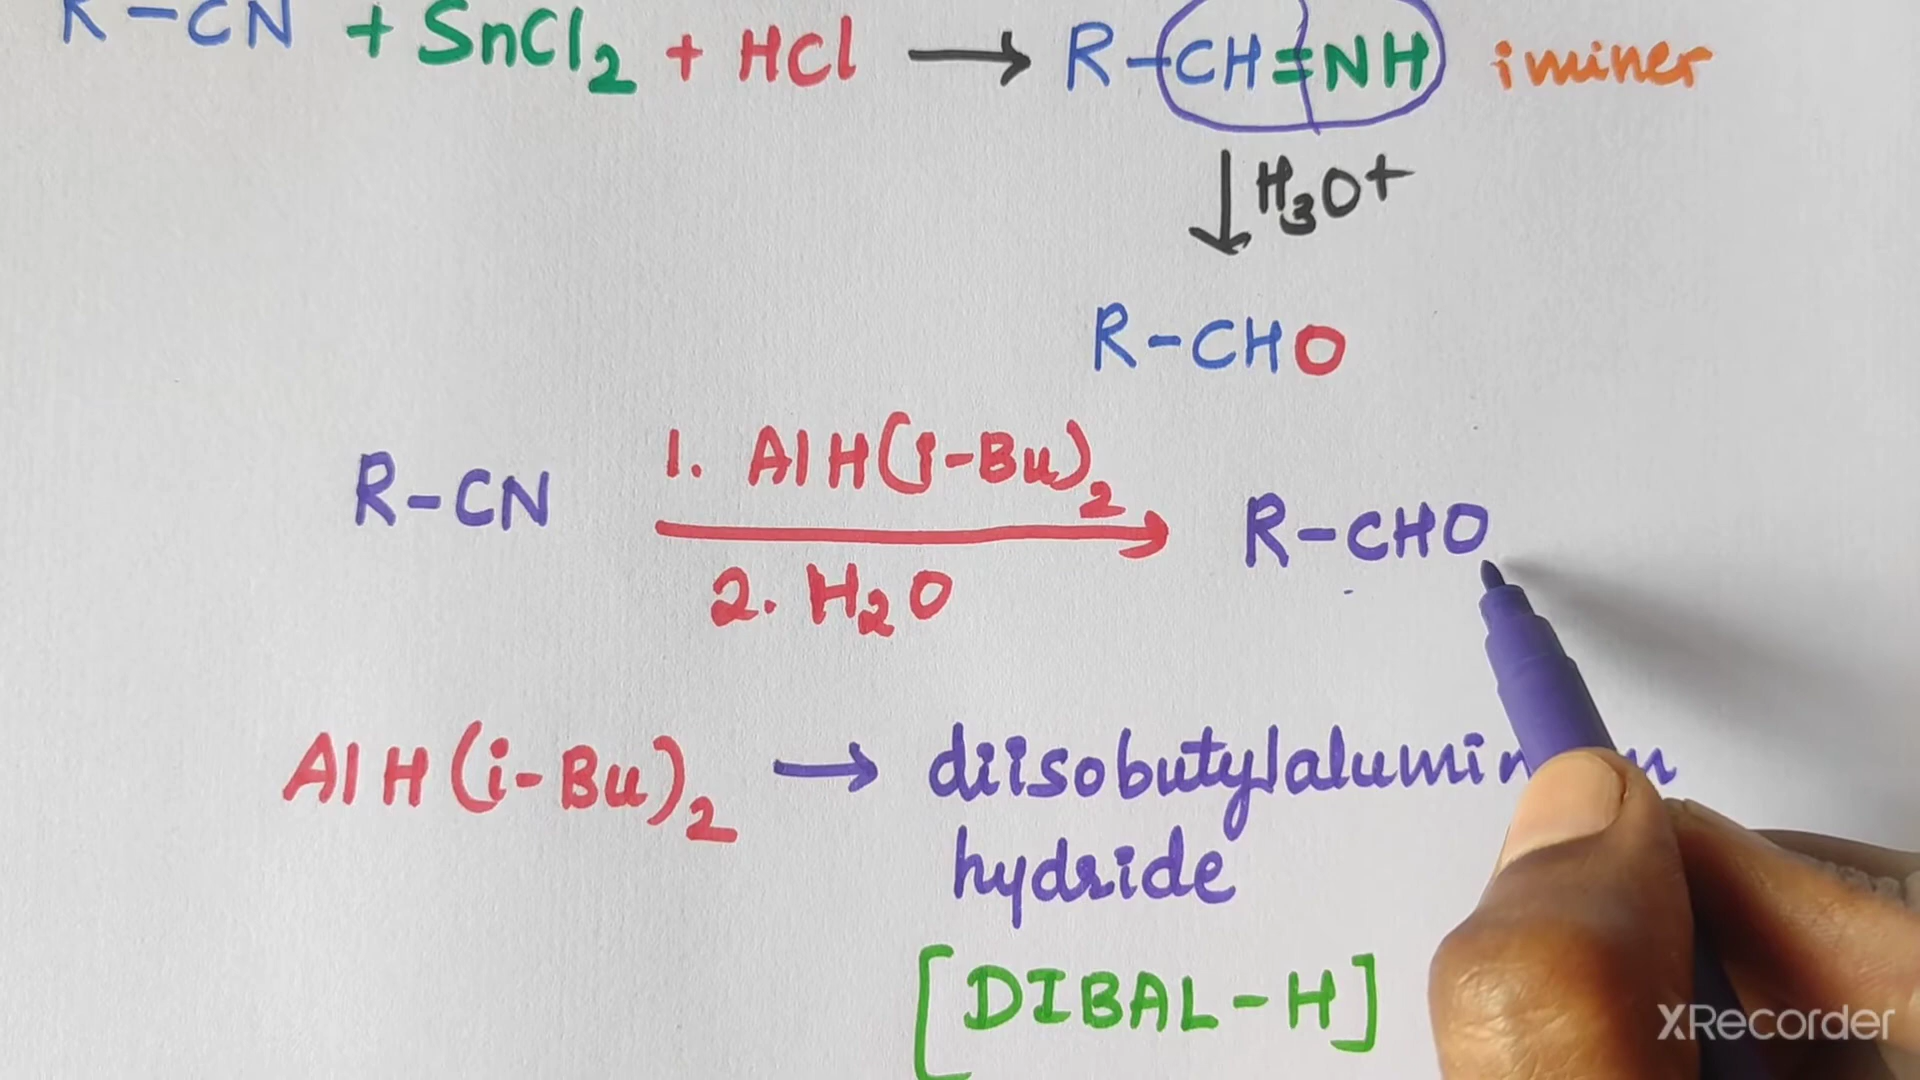 R-CN + SnCl2 + HCl → R-CH=NH imines
↓ H3O+
R-CHO
1. AlH(i-Bu)2
R-CN → R-CHO
2. H2O
AlH(i-Bu)2 → diisobutylaluminium
hydride
[DIBAL-H]
XRecorder